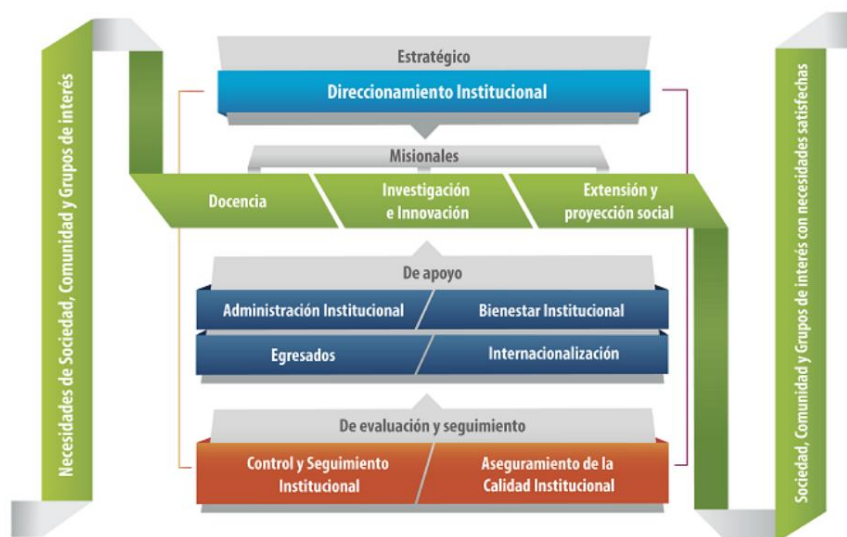 Necesidades de Sociedad, Comunidad y Grupos de interés
Estratégico
Direccionamiento Institucional
Misionales
Docencia
Investigación
e Innovación
Extensión y
proyección social
De apoyo
Administración Institucional
Bienestar Institucional
Egresados
Internacionalización
De evaluación y seguimiento
Control y Seguimiento
Institucional
Aseguramiento de la
Calidad Institucional
Sociedad, Comunidad y Grupos de interés con necesidades satisfechas